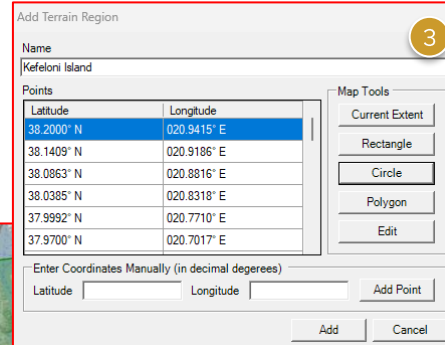 Add Terrain Region
3
Name
Kefeloni Island
Points
Latitude Longitude
38.2000° N 020.9415° E
38.1409° N 020.9186° E
38.0863° N 020.8816° E
38.0385° N 020.8318° E
37.9992° N 020.7710° E
37.9700° N 020.7017° E
Map Tools
Current Extent
Rectangle
Circle
Polygon
Edit
Enter Coordinates Manually (in decimal degerees)
Latitude Longitude Add Point
Add Cancel